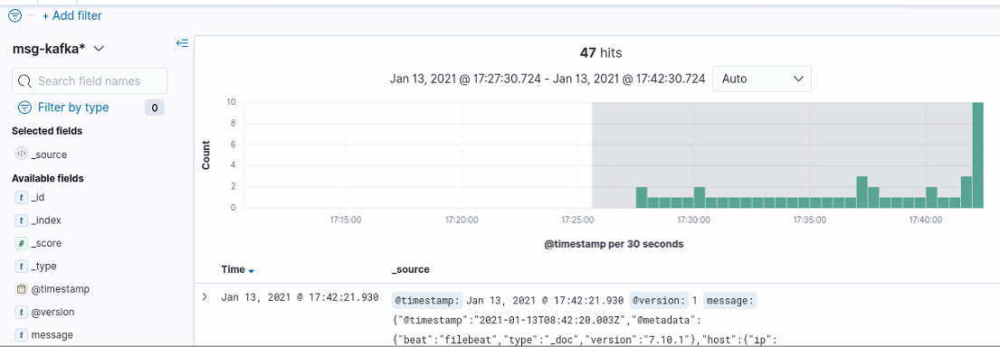 + Add filter
msg-kafka*
Search field names
Filter by type 0
Selected fields
_source
Available fields
t _id
t _index
# _score
t _type
@timestamp
t @version
t message
47 hits
Jan 13, 2021 @ 17:27:30.724 - Jan 13, 2021 @ 17:42:30.724 Auto
Count
10
8
6
4
2
0
17:15:00 17:20:00 17:25:00 17:30:00 17:35:00 17:40:00
@timestamp per 30 seconds
Time _source
Jan 13, 2021 @ 17:42:21.930 @timestamp: Jan 13, 2021 @ 17:42:21.930 @version: 1 message:
{"@timestamp":"2021-01-13T08:42:20.003Z","@metadata":
{"beat":"filebeat","type":"_doc","version":"7.10.1"},"host":{"ip":